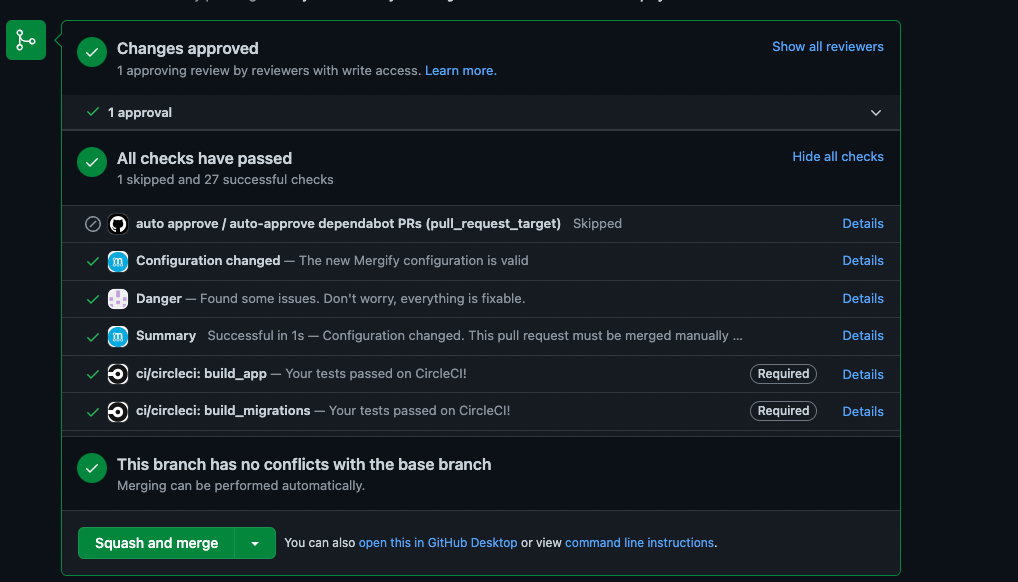 Changes approved
Show all reviewers
1 approving review by reviewers with write access. Learn more.
1 approval
All checks have passed
Hide all checks
1 skipped and 27 successful checks
auto approve / auto-approve dependabot PRs (pull_request_target) Skipped Details
Configuration changed — The new Mergify configuration is valid Details
Danger — Found some issues. Don't worry, everything is fixable. Details
Summary Successful in 1s — Configuration changed. This pull request must be merged manually ... Details
ci/circleci: build_app — Your tests passed on CircleCI! Required Details
ci/circleci: build_migrations — Your tests passed on CircleCI! Required Details
This branch has no conflicts with the base branch
Merging can be performed automatically.
Squash and merge You can also open this in GitHub Desktop or view command line instructions.